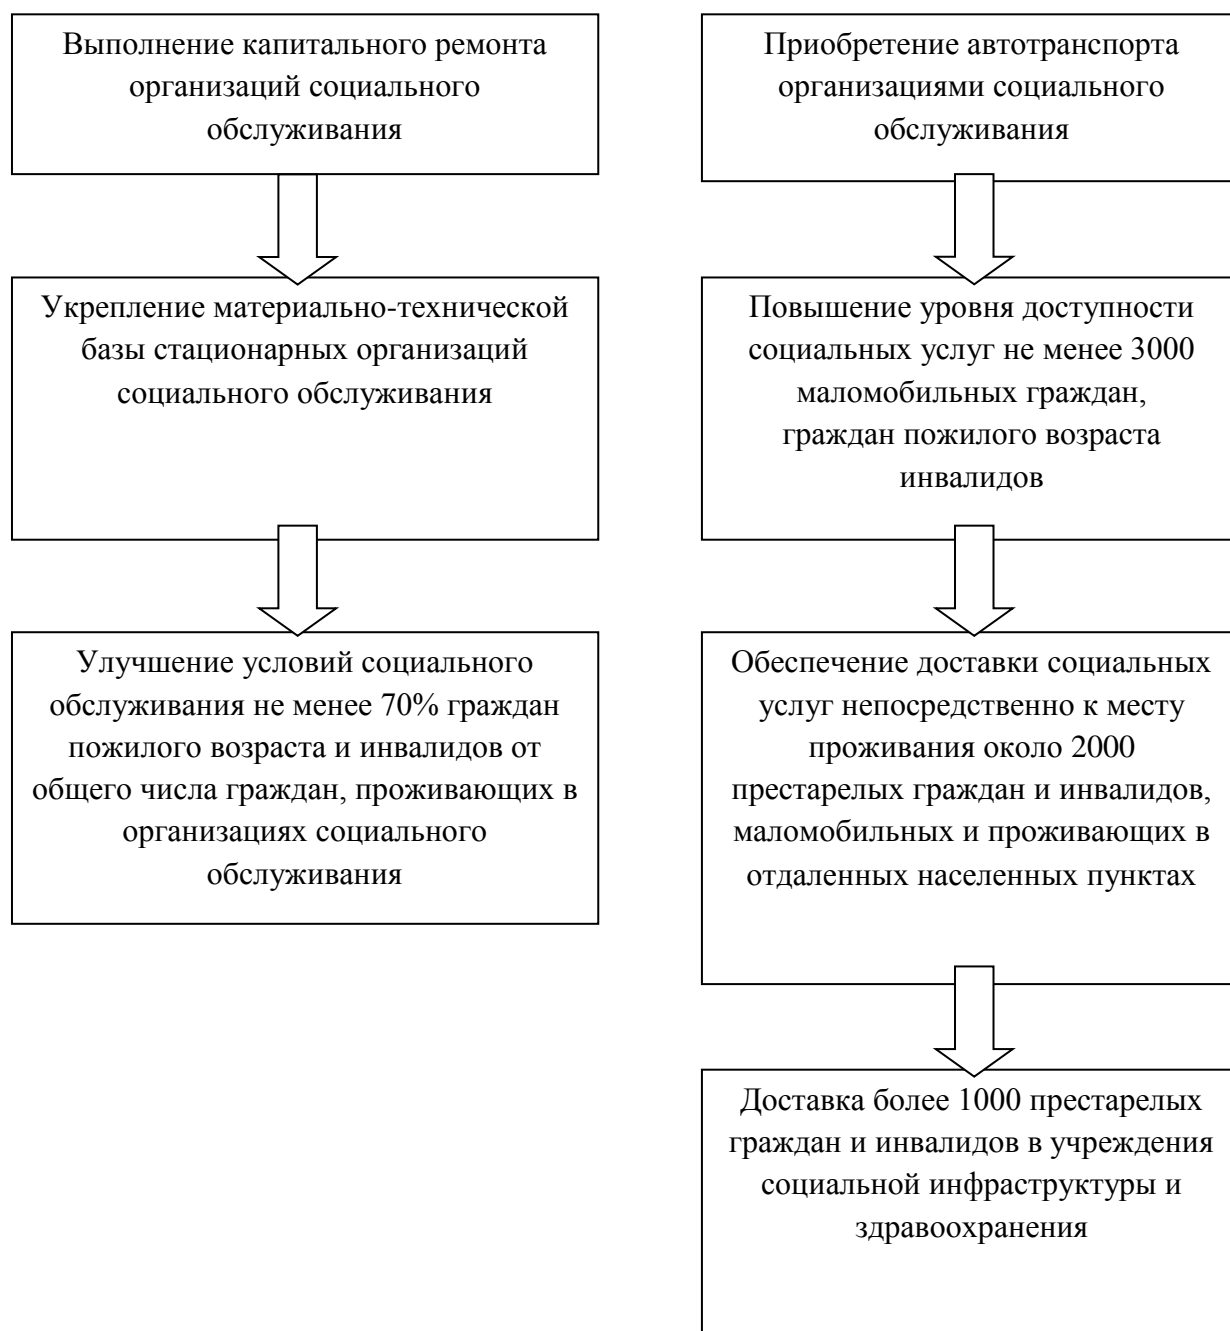 Выполнение капитального ремонта
организаций социального
обслуживания
Укрепление материально-технической
базы стационарных организаций
социального обслуживания
Улучшение условий социального
обслуживания не менее 70% граждан
пожилого возраста и инвалидов от
общего числа граждан, проживающих в
организациях социального
обслуживания
Приобретение автотранспорта
организациями социального
обслуживания
Повышение уровня доступности
социальных услуг не менее 3000
маломобильных граждан,
граждан пожилого возраста
инвалидов
Обеспечение доставки социальных
услуг непосредственно к месту
проживания около 2000
престарелых граждан и инвалидов,
маломобильных и проживающих в
отдаленных населенных пунктах
Доставка более 1000 престарелых
граждан и инвалидов в учреждения
социальной инфраструктуры и
здравоохранения